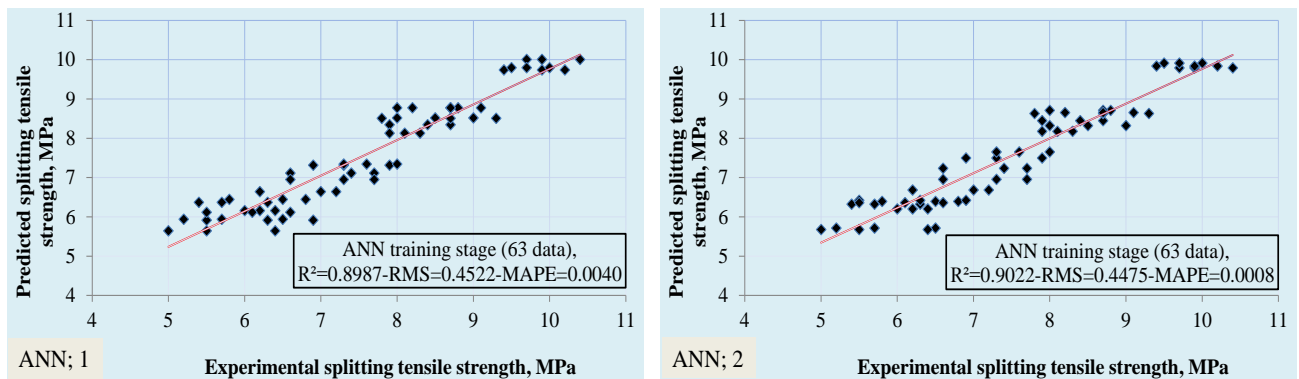 Predicted splitting tensile
strength, MPa
11
10
9
8
7
6
5
4
4 5 6 7 8 9 10 11
ANN training stage (63 data),
R²=0.8987-RMS=0.4522-MAPE=0.0040
ANN; 1
Experimental splitting tensile strength, MPa
Predicted splitting tensile
strength, MPa
11
10
9
8
7
6
5
4
4 5 6 7 8 9 10 11
ANN training stage (63 data),
R²=0.9022-RMS=0.4475-MAPE=0.0008
ANN; 2
Experimental splitting tensile strength, MPa